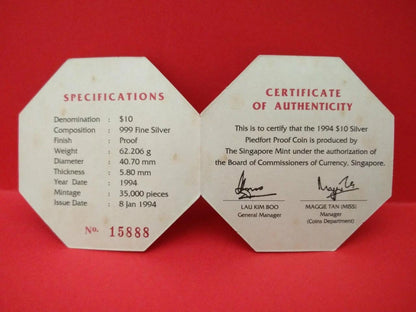 SPECIFICATIONS
Denomination : $10
Composition : 999 Fine Silver
Finish : Proof
Weight : 62.206 g
Diameter : 40.70 mm
Thickness : 5.80 mm
Year Date : 1994
Mintage : 35,000 pieces
Issue Date : 8 Jan 1994
No. 15888
CERTIFICATE
OF AUTHENTICITY
This is to certify that the 1994 $10 Silver
Piedfort Proof Coin is produced by
The Singapore Mint under the authorization of
the Board of Commissioners of Currency, Singapore.
LAU KIM BOO
General Manager
MAGGIE TAN (MISS)
Manager
(Coins Department)